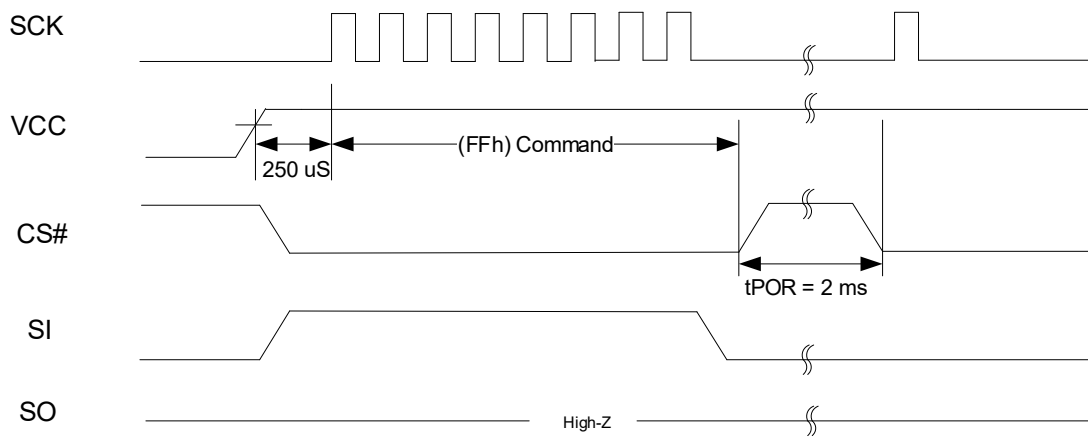 SCK
VCC
(FFh) Command
250 uS
CS#
tPOR = 2 ms
SI
SO
High-Z